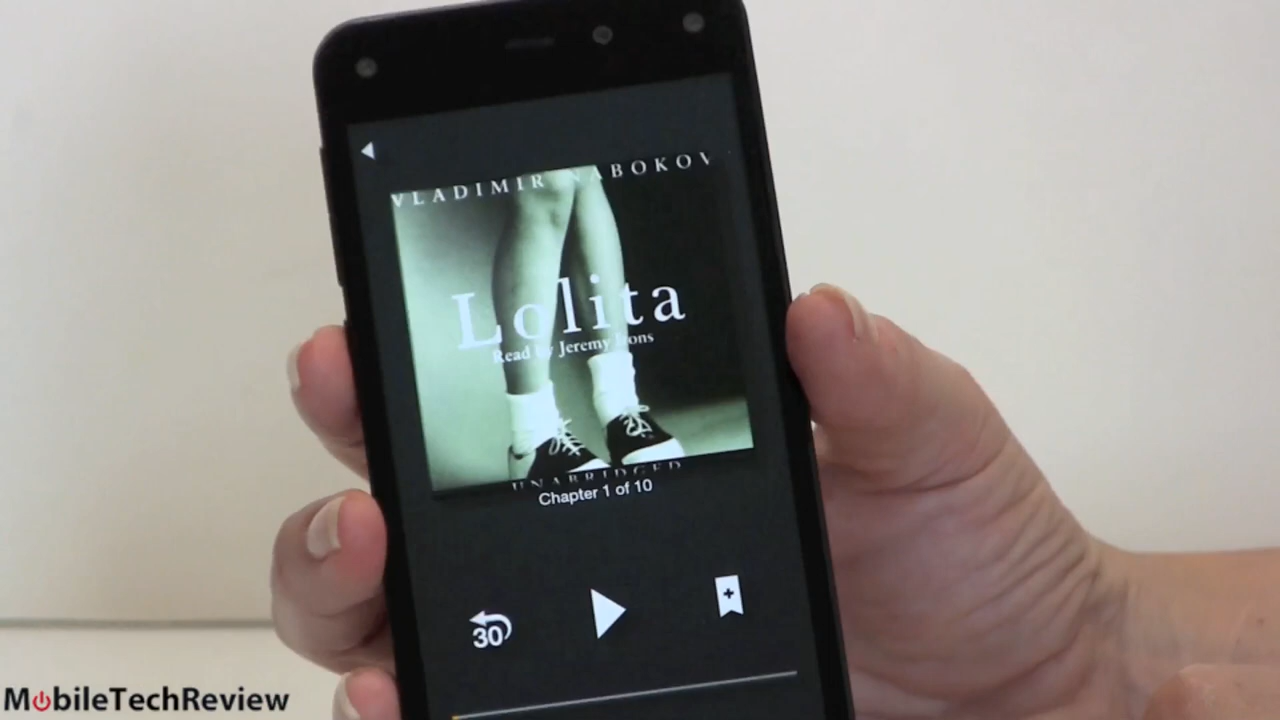 VLADIMIR NABOKOV
Lolita
Read by Jeremy Irons
UNABRIDGED
Chapter 1 of 10
30
MobileTechReview